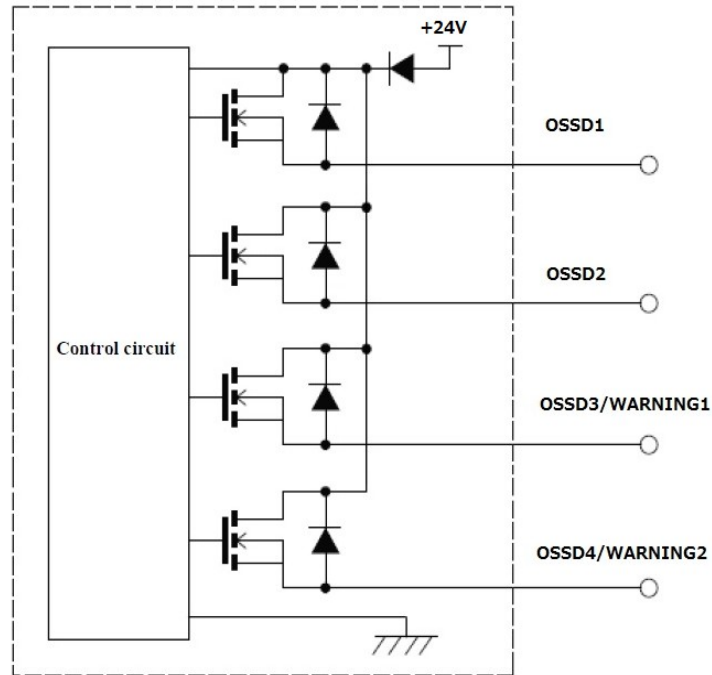 +24V
OSSD1
OSSD2
Control circuit
OSSD3/WARNING1
OSSD4/WARNING2